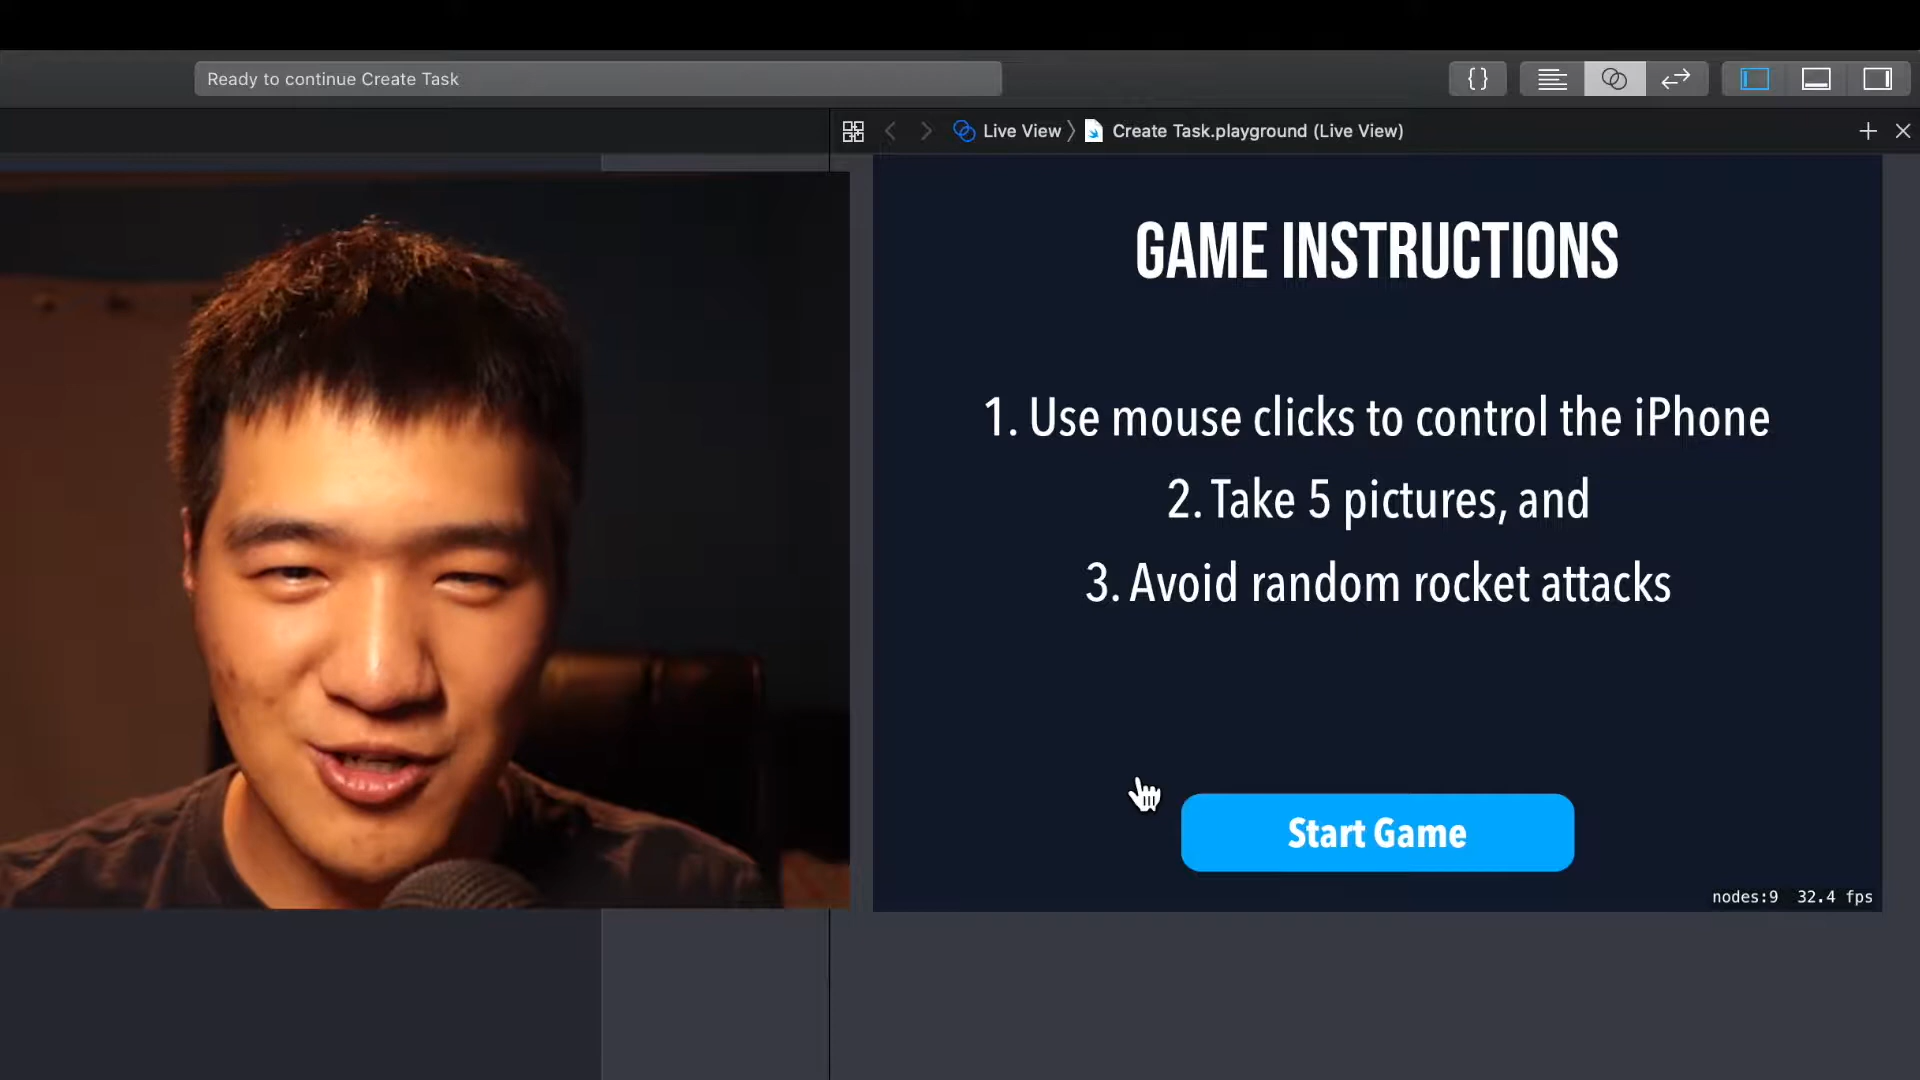 Ready to continue Create Task
{}
Live View
Create Task.playground (Live View)
GAME INSTRUCTIONS
1. Use mouse clicks to control the iPhone
2. Take 5 pictures, and
3. Avoid random rocket attacks
Start Game
nodes:9 32.4 fps